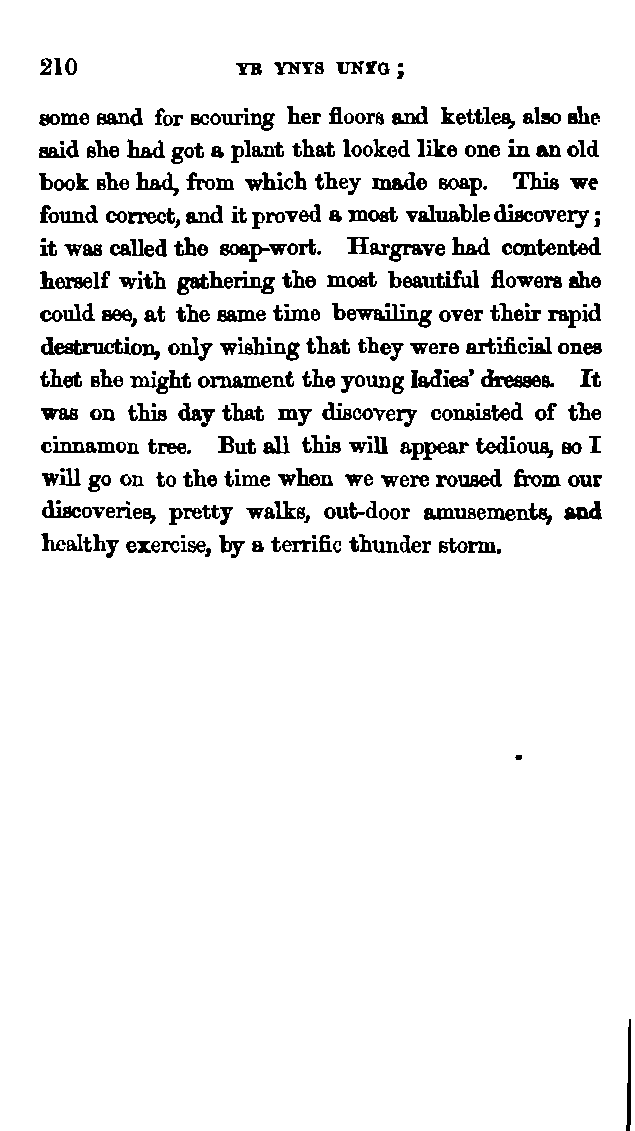 210 YR YNYS UNYG ;
some sand for scouring her floors and kettles, also she
said she had got a plant that looked like one in an old
book she had, from which they made soap. This we
found correct, and it proved a most valuable discovery ;
it was called the soap-wort. Hargrave had contented
herself with gathering the most beautiful flowers she
could see, at the same time bewailing over their rapid
destruction, only wishing that they were artificial ones
thet she might ornament the young ladies' dresses. It
was on this day that my discovery consisted of the
cinnamon tree. But all this will appear tedious, so I
will go on to the time when we were roused from our
discoveries, pretty walks, out-door amusements, and
healthy exercise, by a terrific thunder storm.